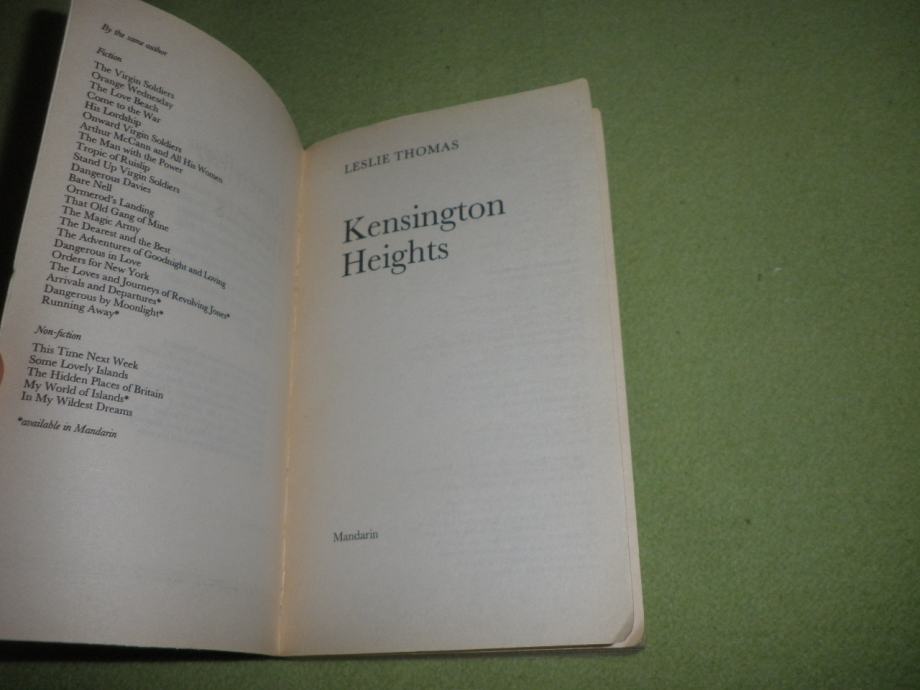 By the same author
Fiction
The Virgin Soldiers
Orange Wednesday
The Love Beach
Come to the War
His Lordship
Onward Virgin Soldiers
Arthur McCann and All His Women
The Man with the Power
Tropic of Ruislip
Stand Up Virgin Soldiers
Dangerous Davies
Bare Nell
Ormerod's Landing
That Old Gang of Mine
The Magic Army
The Dearest and the Best
The Adventures of Goodnight and Loving
Dangerous in Love
Orders for New York
The Loves and Journeys of Revolving Jones*
Arrivals and Departures*
Dangerous by Moonlight*
Running Away*
Non-fiction
This Time Next Week
Some Lovely Islands
The Hidden Places of Britain
My World of Islands*
In My Wildest Dreams
*available in Mandarin
LESLIE THOMAS
Kensington
Heights
Mandarin